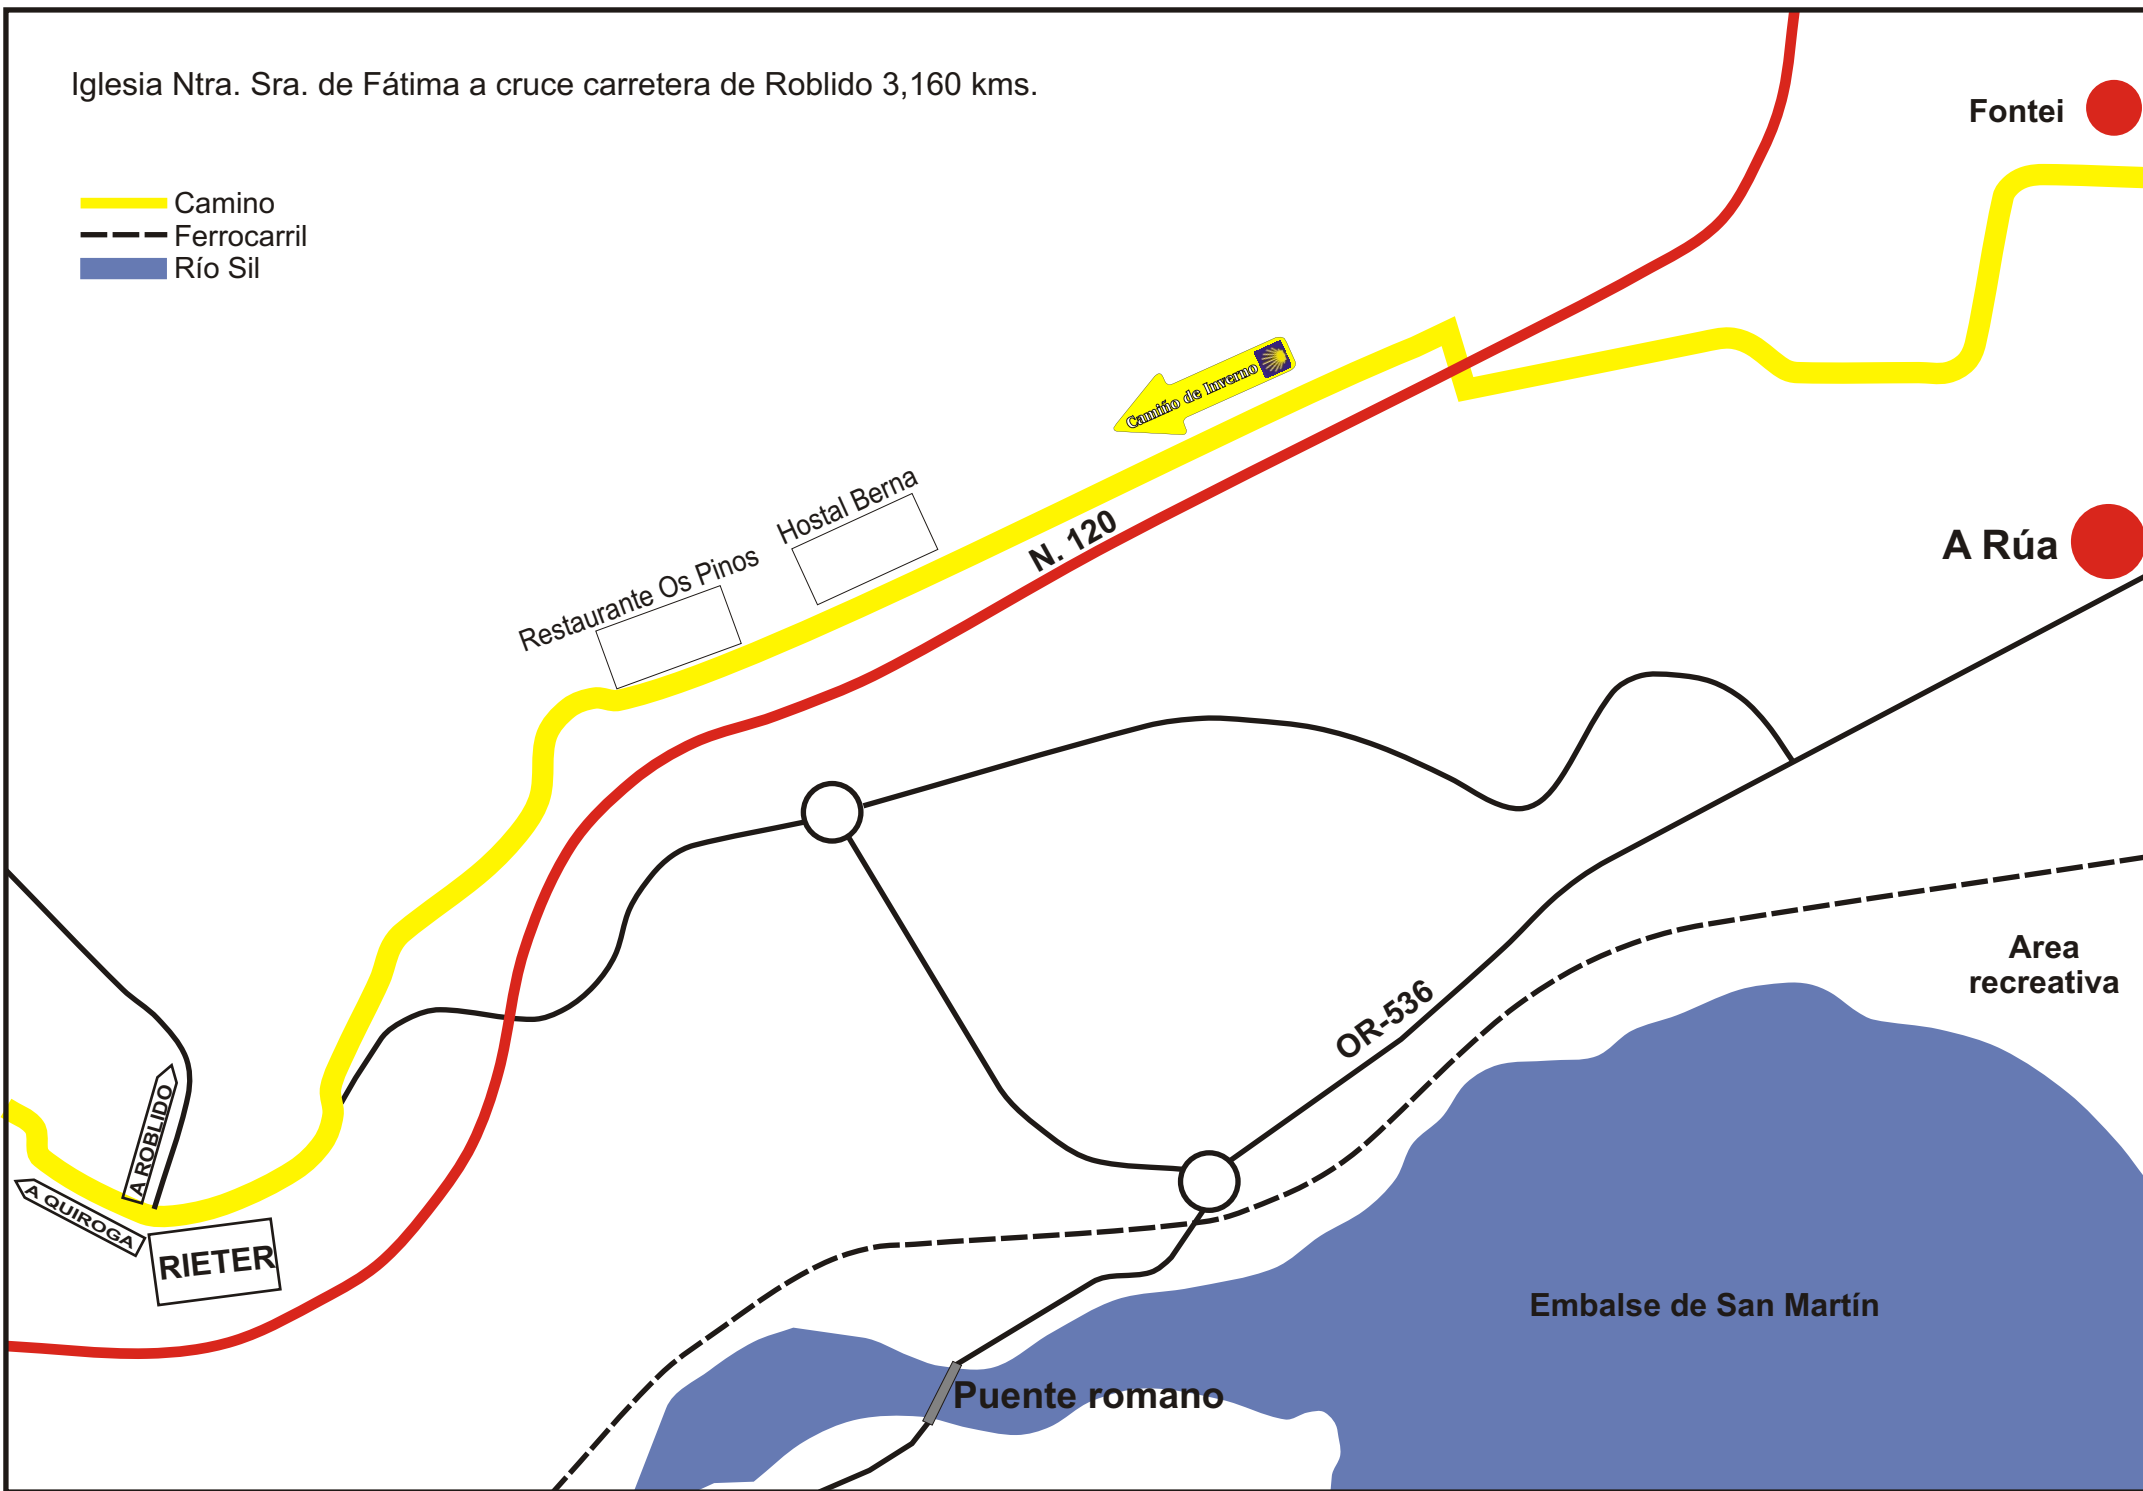 Iglesia Ntra. Sra. de Fátima a cruce carretera de Roblido 3,160 kms.
Fontei
Camino
Ferrocarril
Río Sil
Camiño de Inverno
Hostal Berna
N. 120
A Rúa
Restaurante Os Pinos
Area
recreativa
OR-536
A ROBLIDO
A QUIROGA
RIETER
Embalse de San Martín
Puente romano